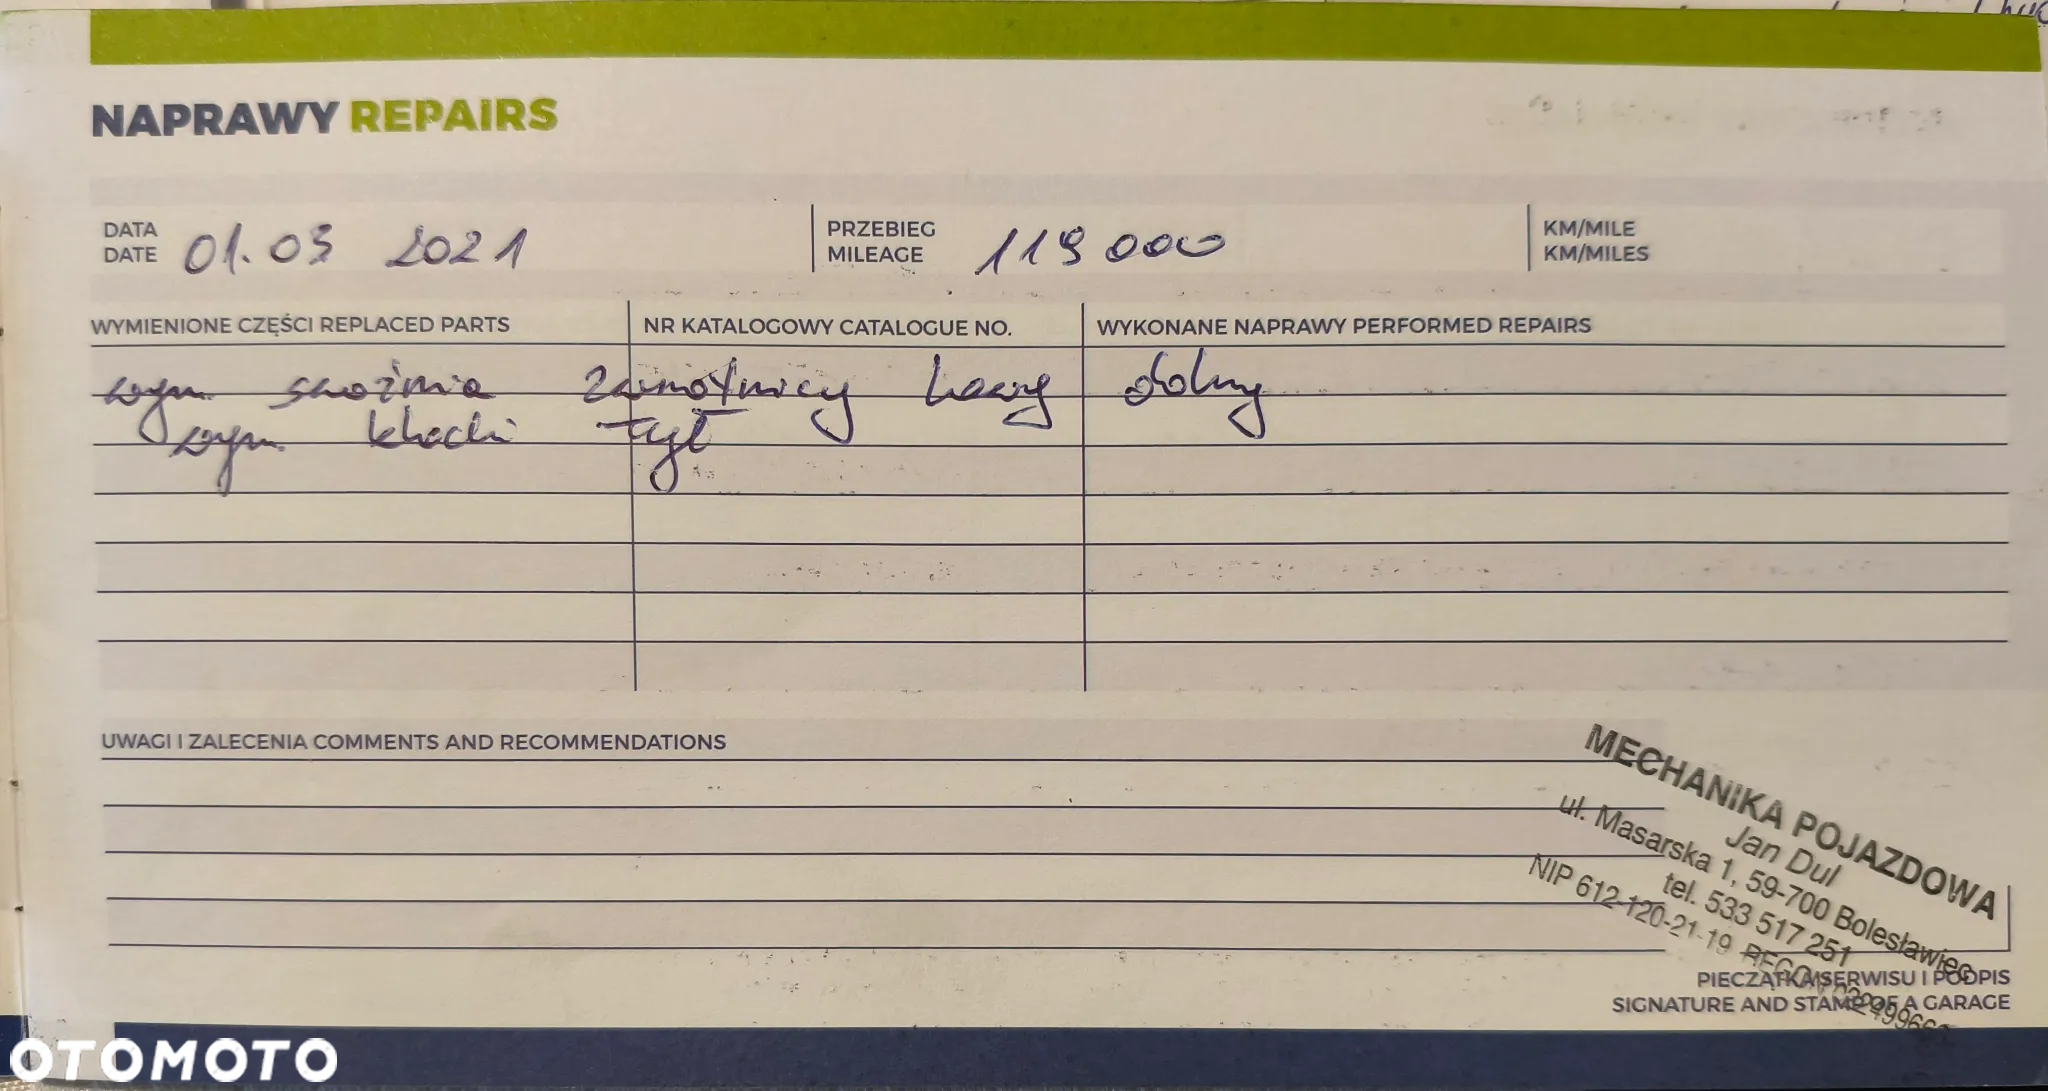 NAPRAWY REPAIRS
DATA
DATE
01.03 2021
PRZEBIEG
MILEAGE
119 000
KM/MILE
KM/MILES
WYMIENIONE CZĘŚCI REPLACED PARTS
NR KATALOGOWY CATALOGUE NO.
WYKONANE NAPRAWY PERFORMED REPAIRS
wym swożnia zwrotnicy lewy dolny
wym klocki tył
UWAGI I ZALECENIA COMMENTS AND RECOMMENDATIONS
MECHANIKA POJAZDOWA
Jan Dul
ul. Masarska 1, 59-700 Bolesławiec
tel. 533 517 251
NIP 612-120-21-19 REGON
PIECZĄTKA SERWISU I PODPIS
SIGNATURE AND STAMP OF A GARAGE
OTOMOTO